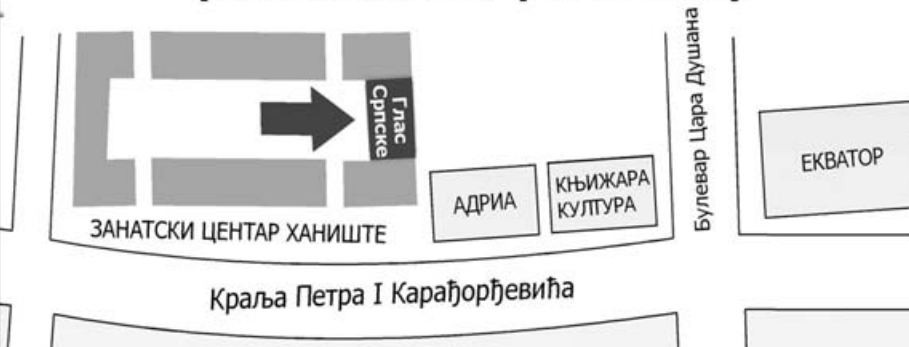 Глас
Српске
Булевар Цара Душана
ЕКВАТОР
АДРИА
КЊИЖАРА
КУЛТУРА
ЗАНАТСКИ ЦЕНТАР ХАНИШТЕ
Краља Петра I Карађорђевића